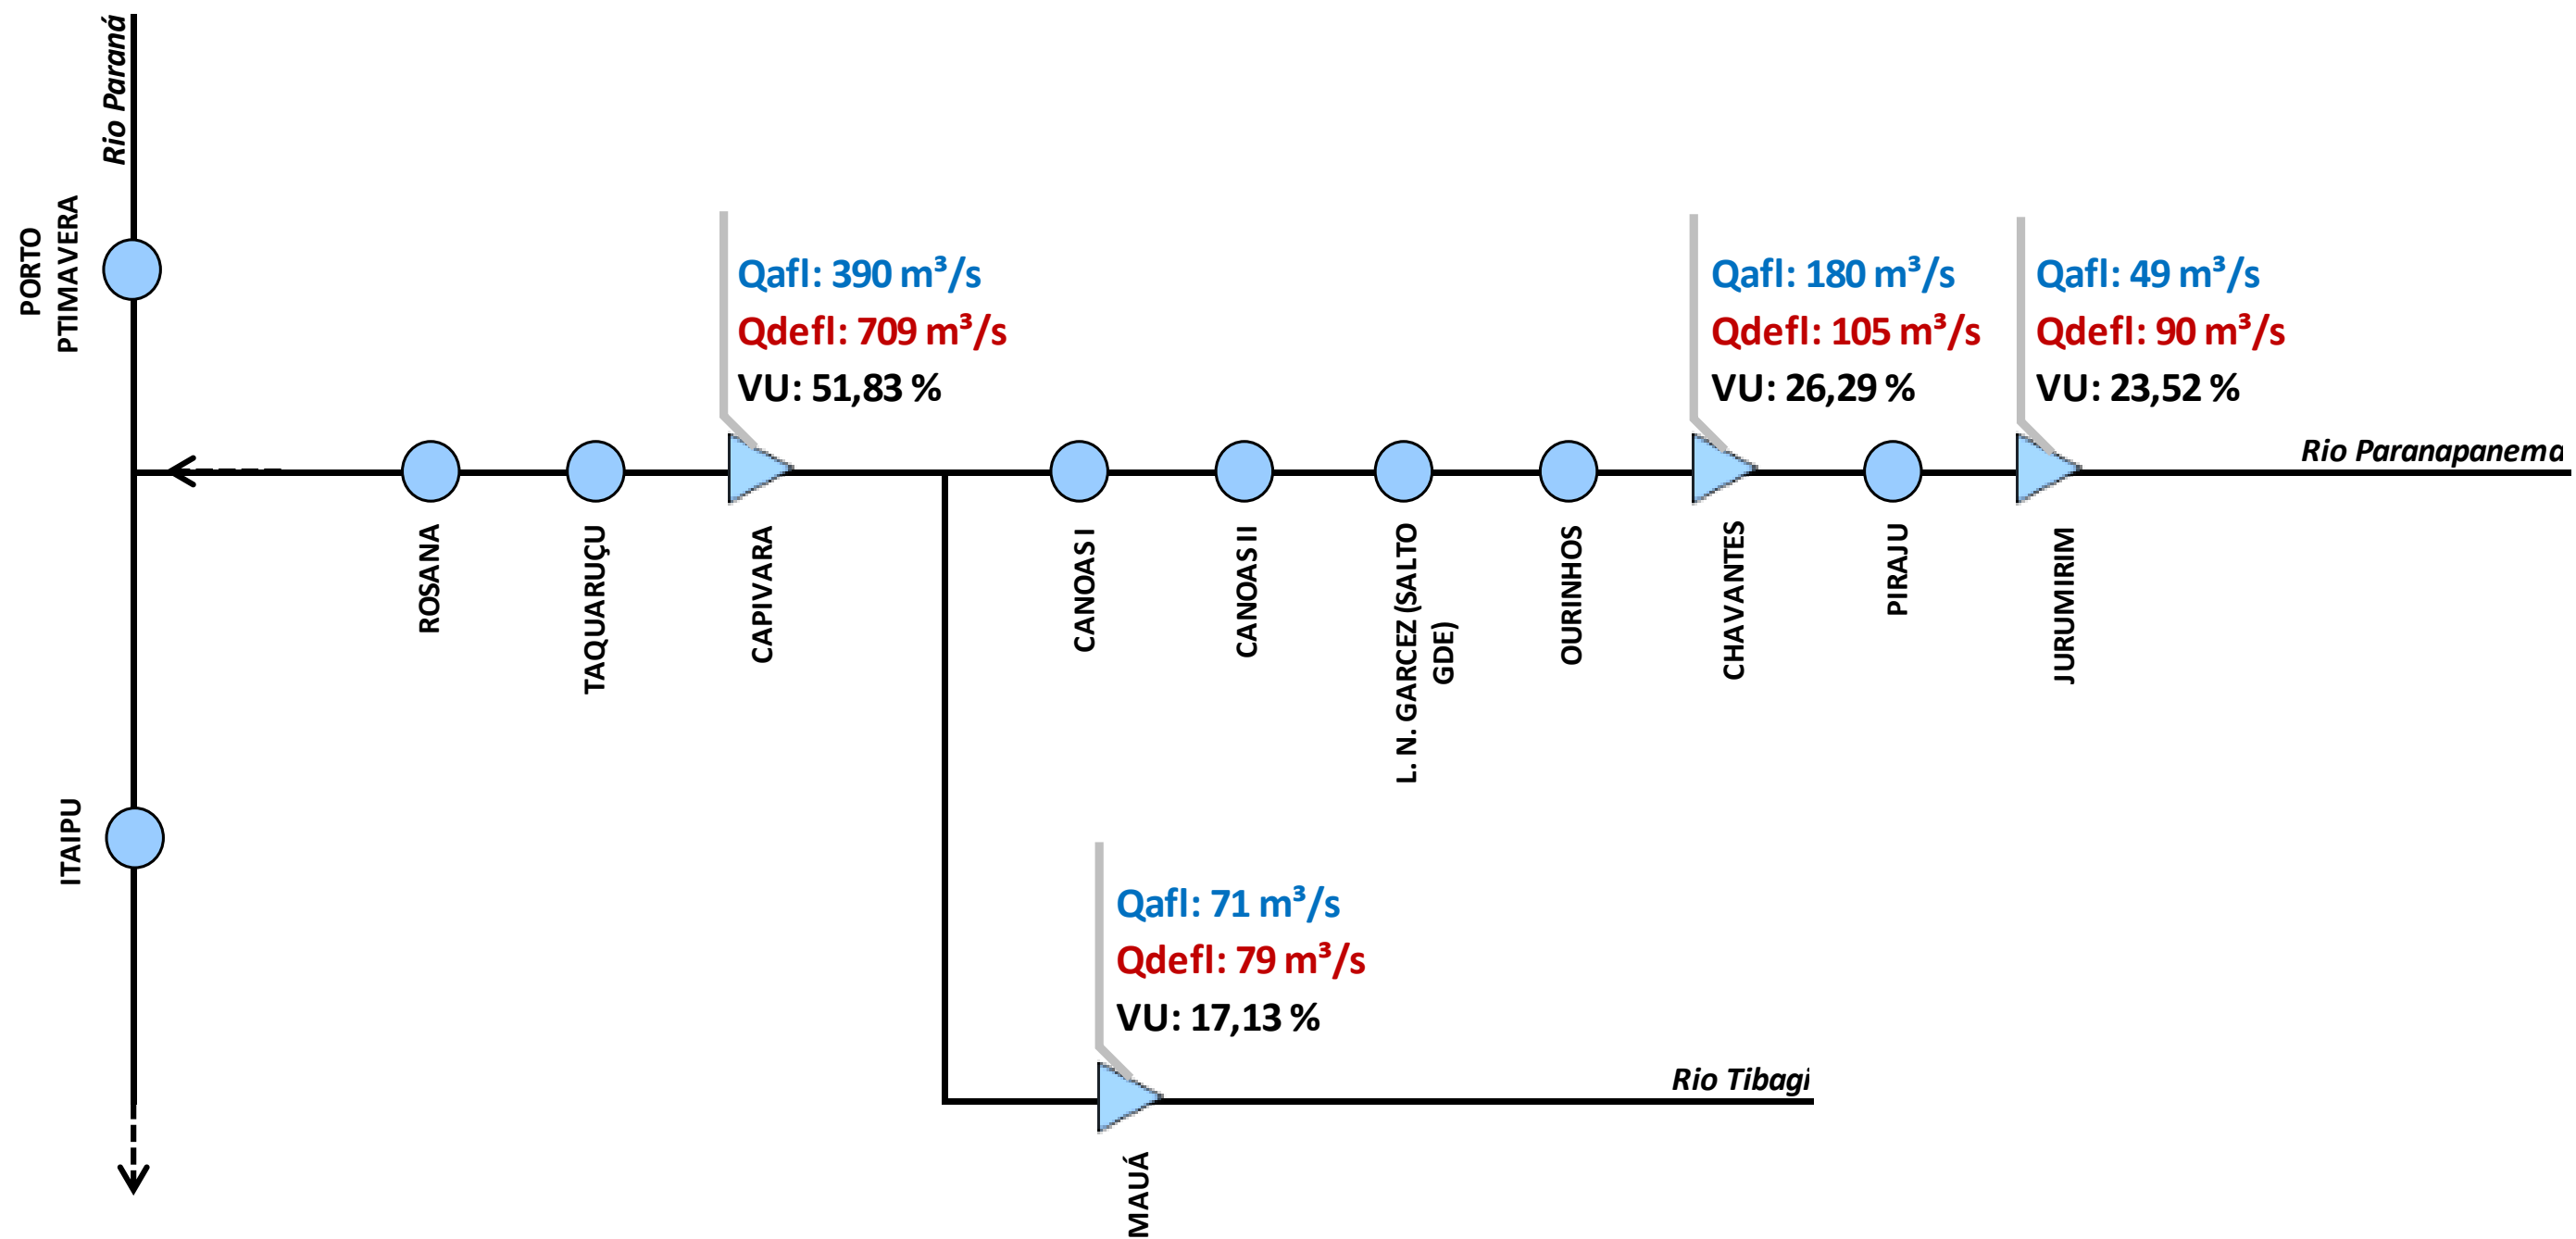 Rio Paraná
PORTO
PTIMAVERA
Qafl: 390 m³/s
Qdefl: 709 m³/s
VU: 51,83 %
Qafl: 180 m³/s
Qdefl: 105 m³/s
VU: 26,29 %
Qafl: 49 m³/s
Qdefl: 90 m³/s
VU: 23,52 %
Rio Paranapanema
ROSANA
TAQUARUÇU
CAPIVARA
CANOAS I
CANOAS II
L. N. GARCEZ (SALTO
GDE)
OURINHOS
CHAVANTES
PIRAJU
JURUMIRIM
ITAIPU
Qafl: 71 m³/s
Qdefl: 79 m³/s
VU: 17,13 %
Rio Tibagi
MAUÁ